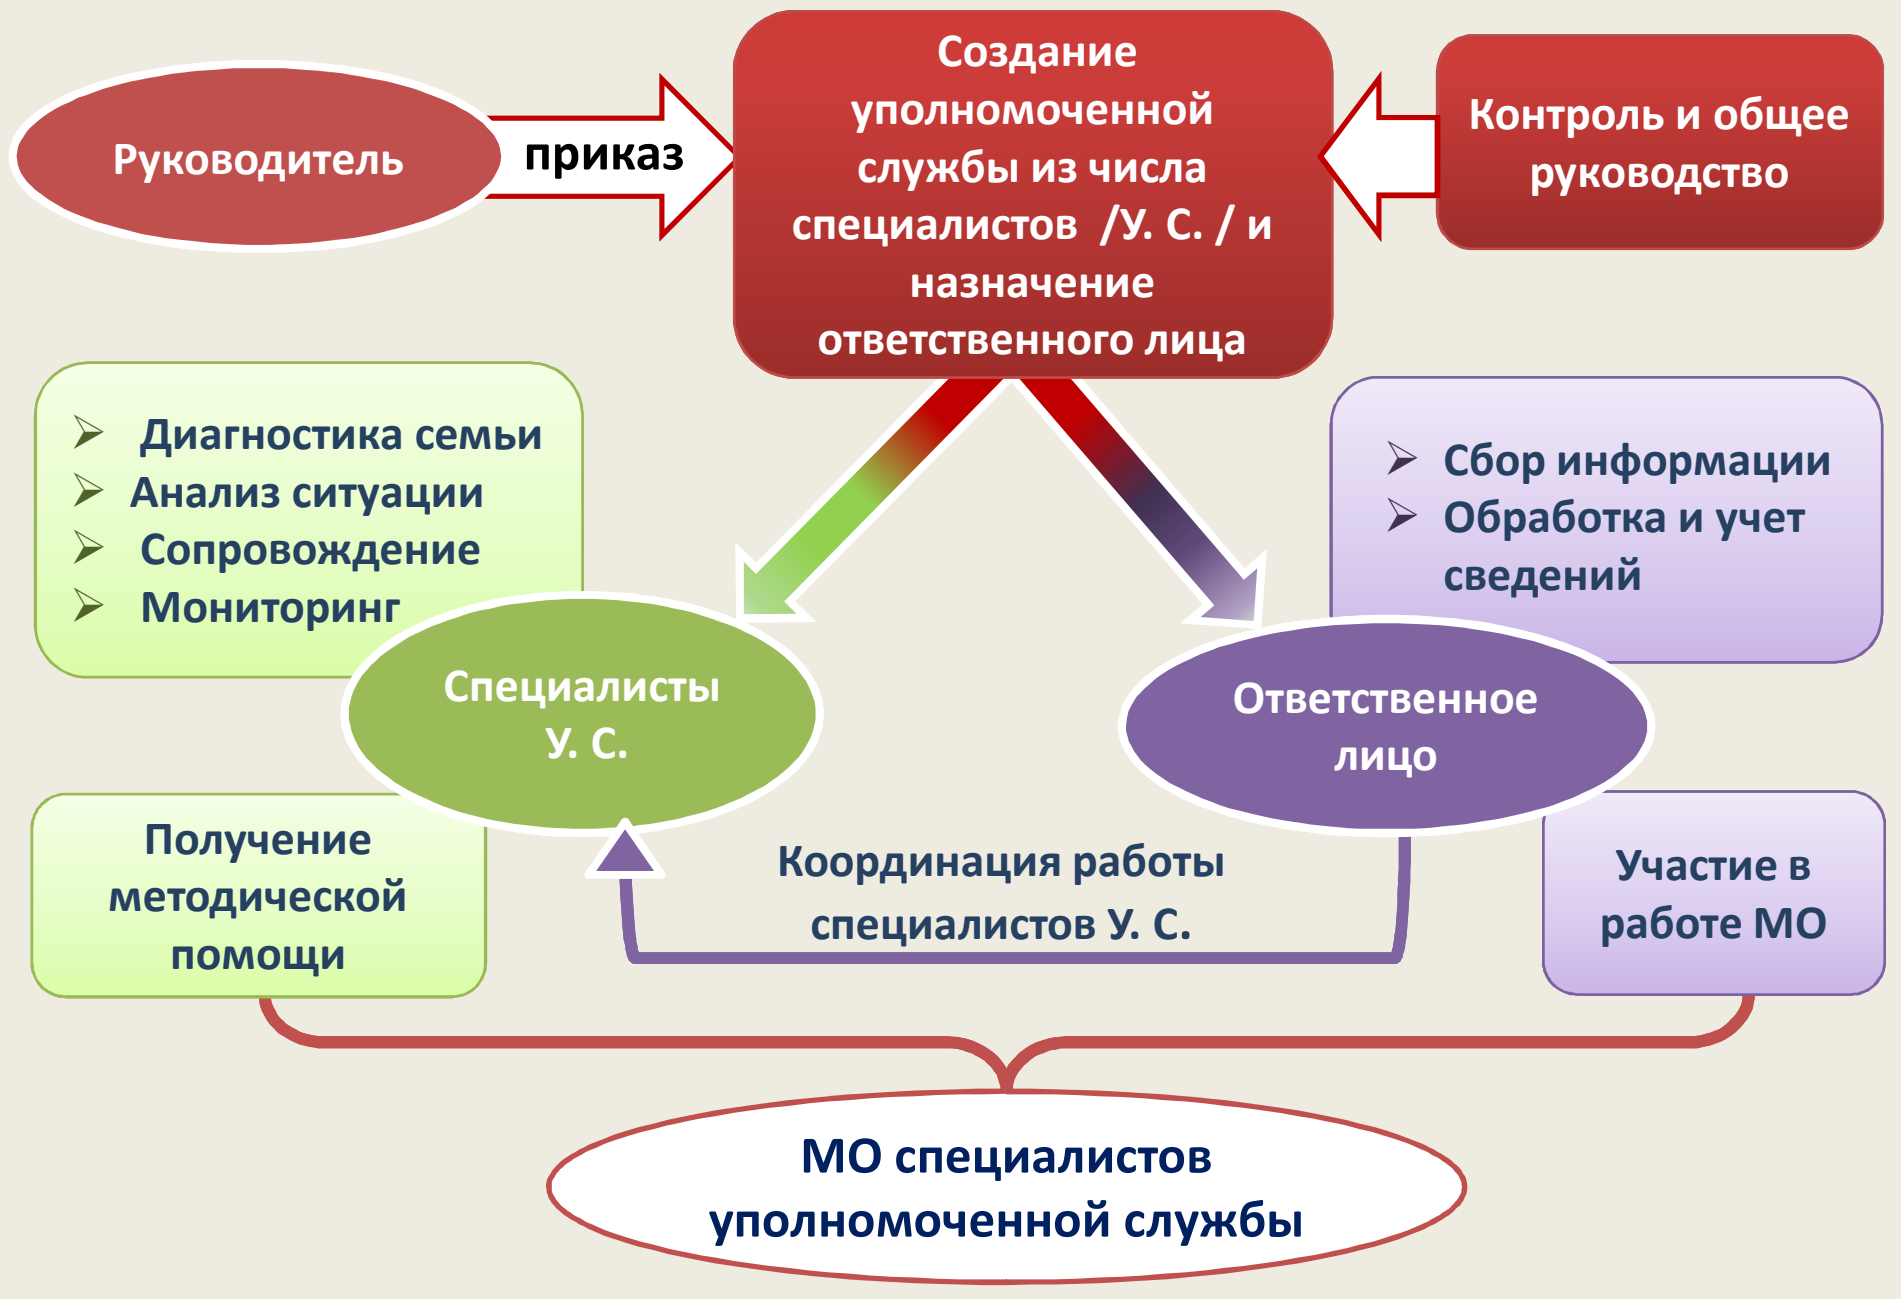 Руководитель
приказ
Создание
уполномоченной
службы из числа
специалистов /У. С. / и
назначение
ответственного лица
Контроль и общее
руководство
Диагностика семьи
Анализ ситуации
Сопровождение
Мониторинг
Сбор информации
Обработка и учет
сведений
Специалисты
У. С.
Ответственное
лицо
Получение
методической
помощи
Координация работы
специалистов У. С.
Участие в
работе МО
МО специалистов
уполномоченной службы